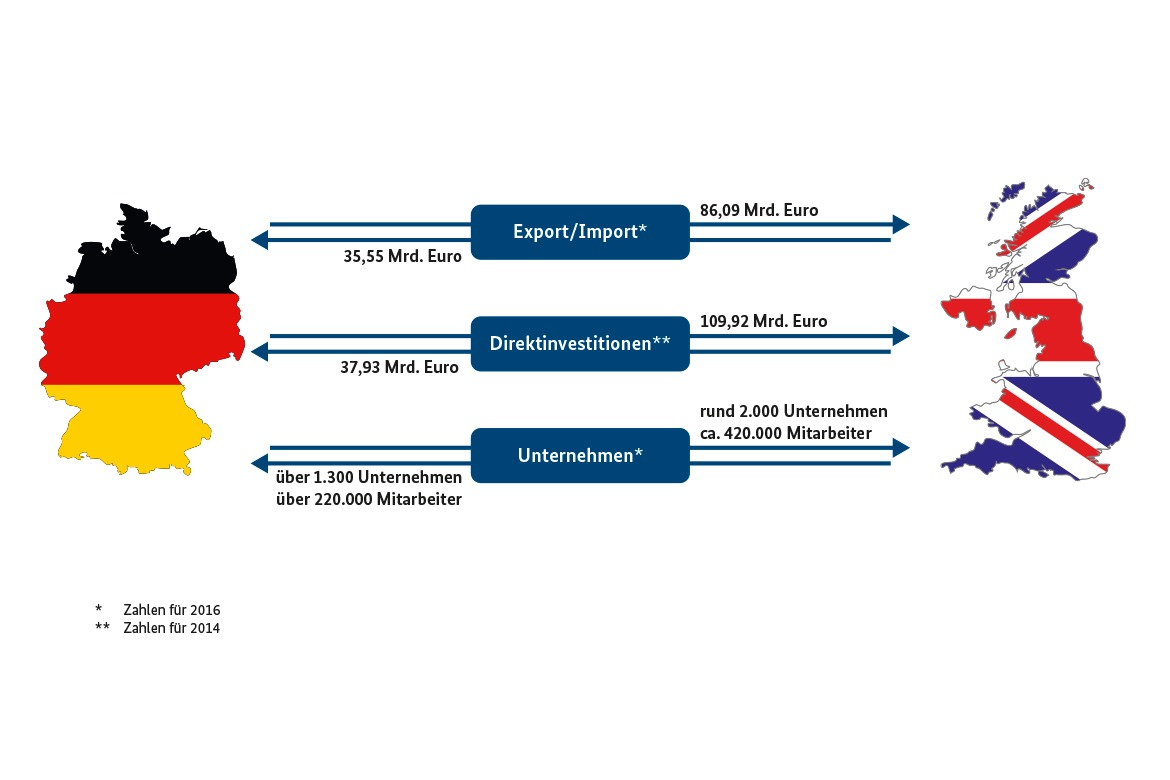 86,09 Mrd. Euro
Export/Import*
35,55 Mrd. Euro
109,92 Mrd. Euro
Direktinvestitionen**
37,93 Mrd. Euro
rund 2.000 Unternehmen
ca. 420.000 Mitarbeiter
Unternehmen*
über 1.300 Unternehmen
über 220.000 Mitarbeiter
* Zahlen für 2016
** Zahlen für 2014